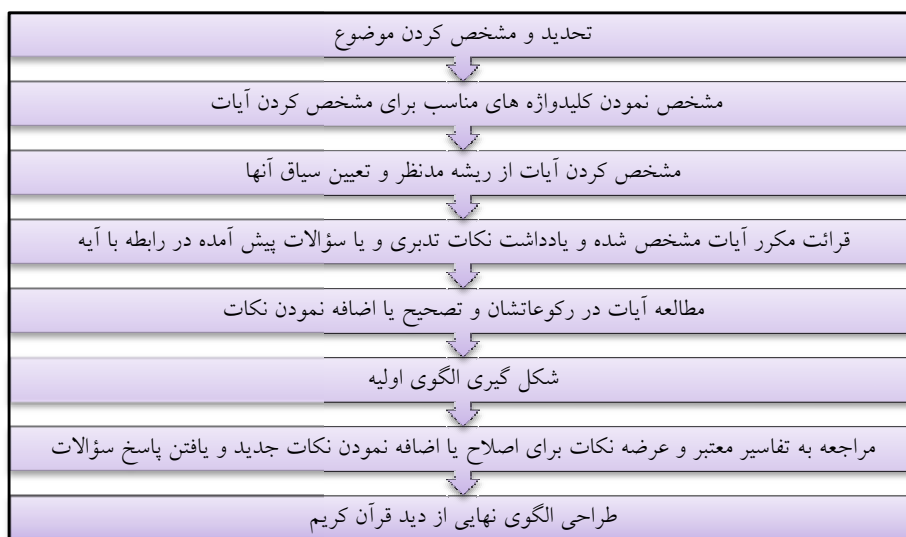 تحدید و مشخص کردن موضوع
مشخص نمودن کلیدواژه های مناسب برای مشخص کردن آیات
مشخص کردن آیات از ریشه مدنظر و تعیین سیاق آنها
قرائت مکرر آیات مشخص شده و یادداشت نکات تدبری و یا سؤالات پیش آمده در رابطه با آیه
مطالعه آیات در رکوعاتشان و تصحیح یا اضافه نمودن نکات
شکل گیری الگوی اولیه
مراجعه به تفاسیر معتبر و عرضه نکات برای اصلاح یا اضافه نمودن نکات جدید و یافتن پاسخ سؤالات
طراحی الگوی نهایی از دید قرآن کریم